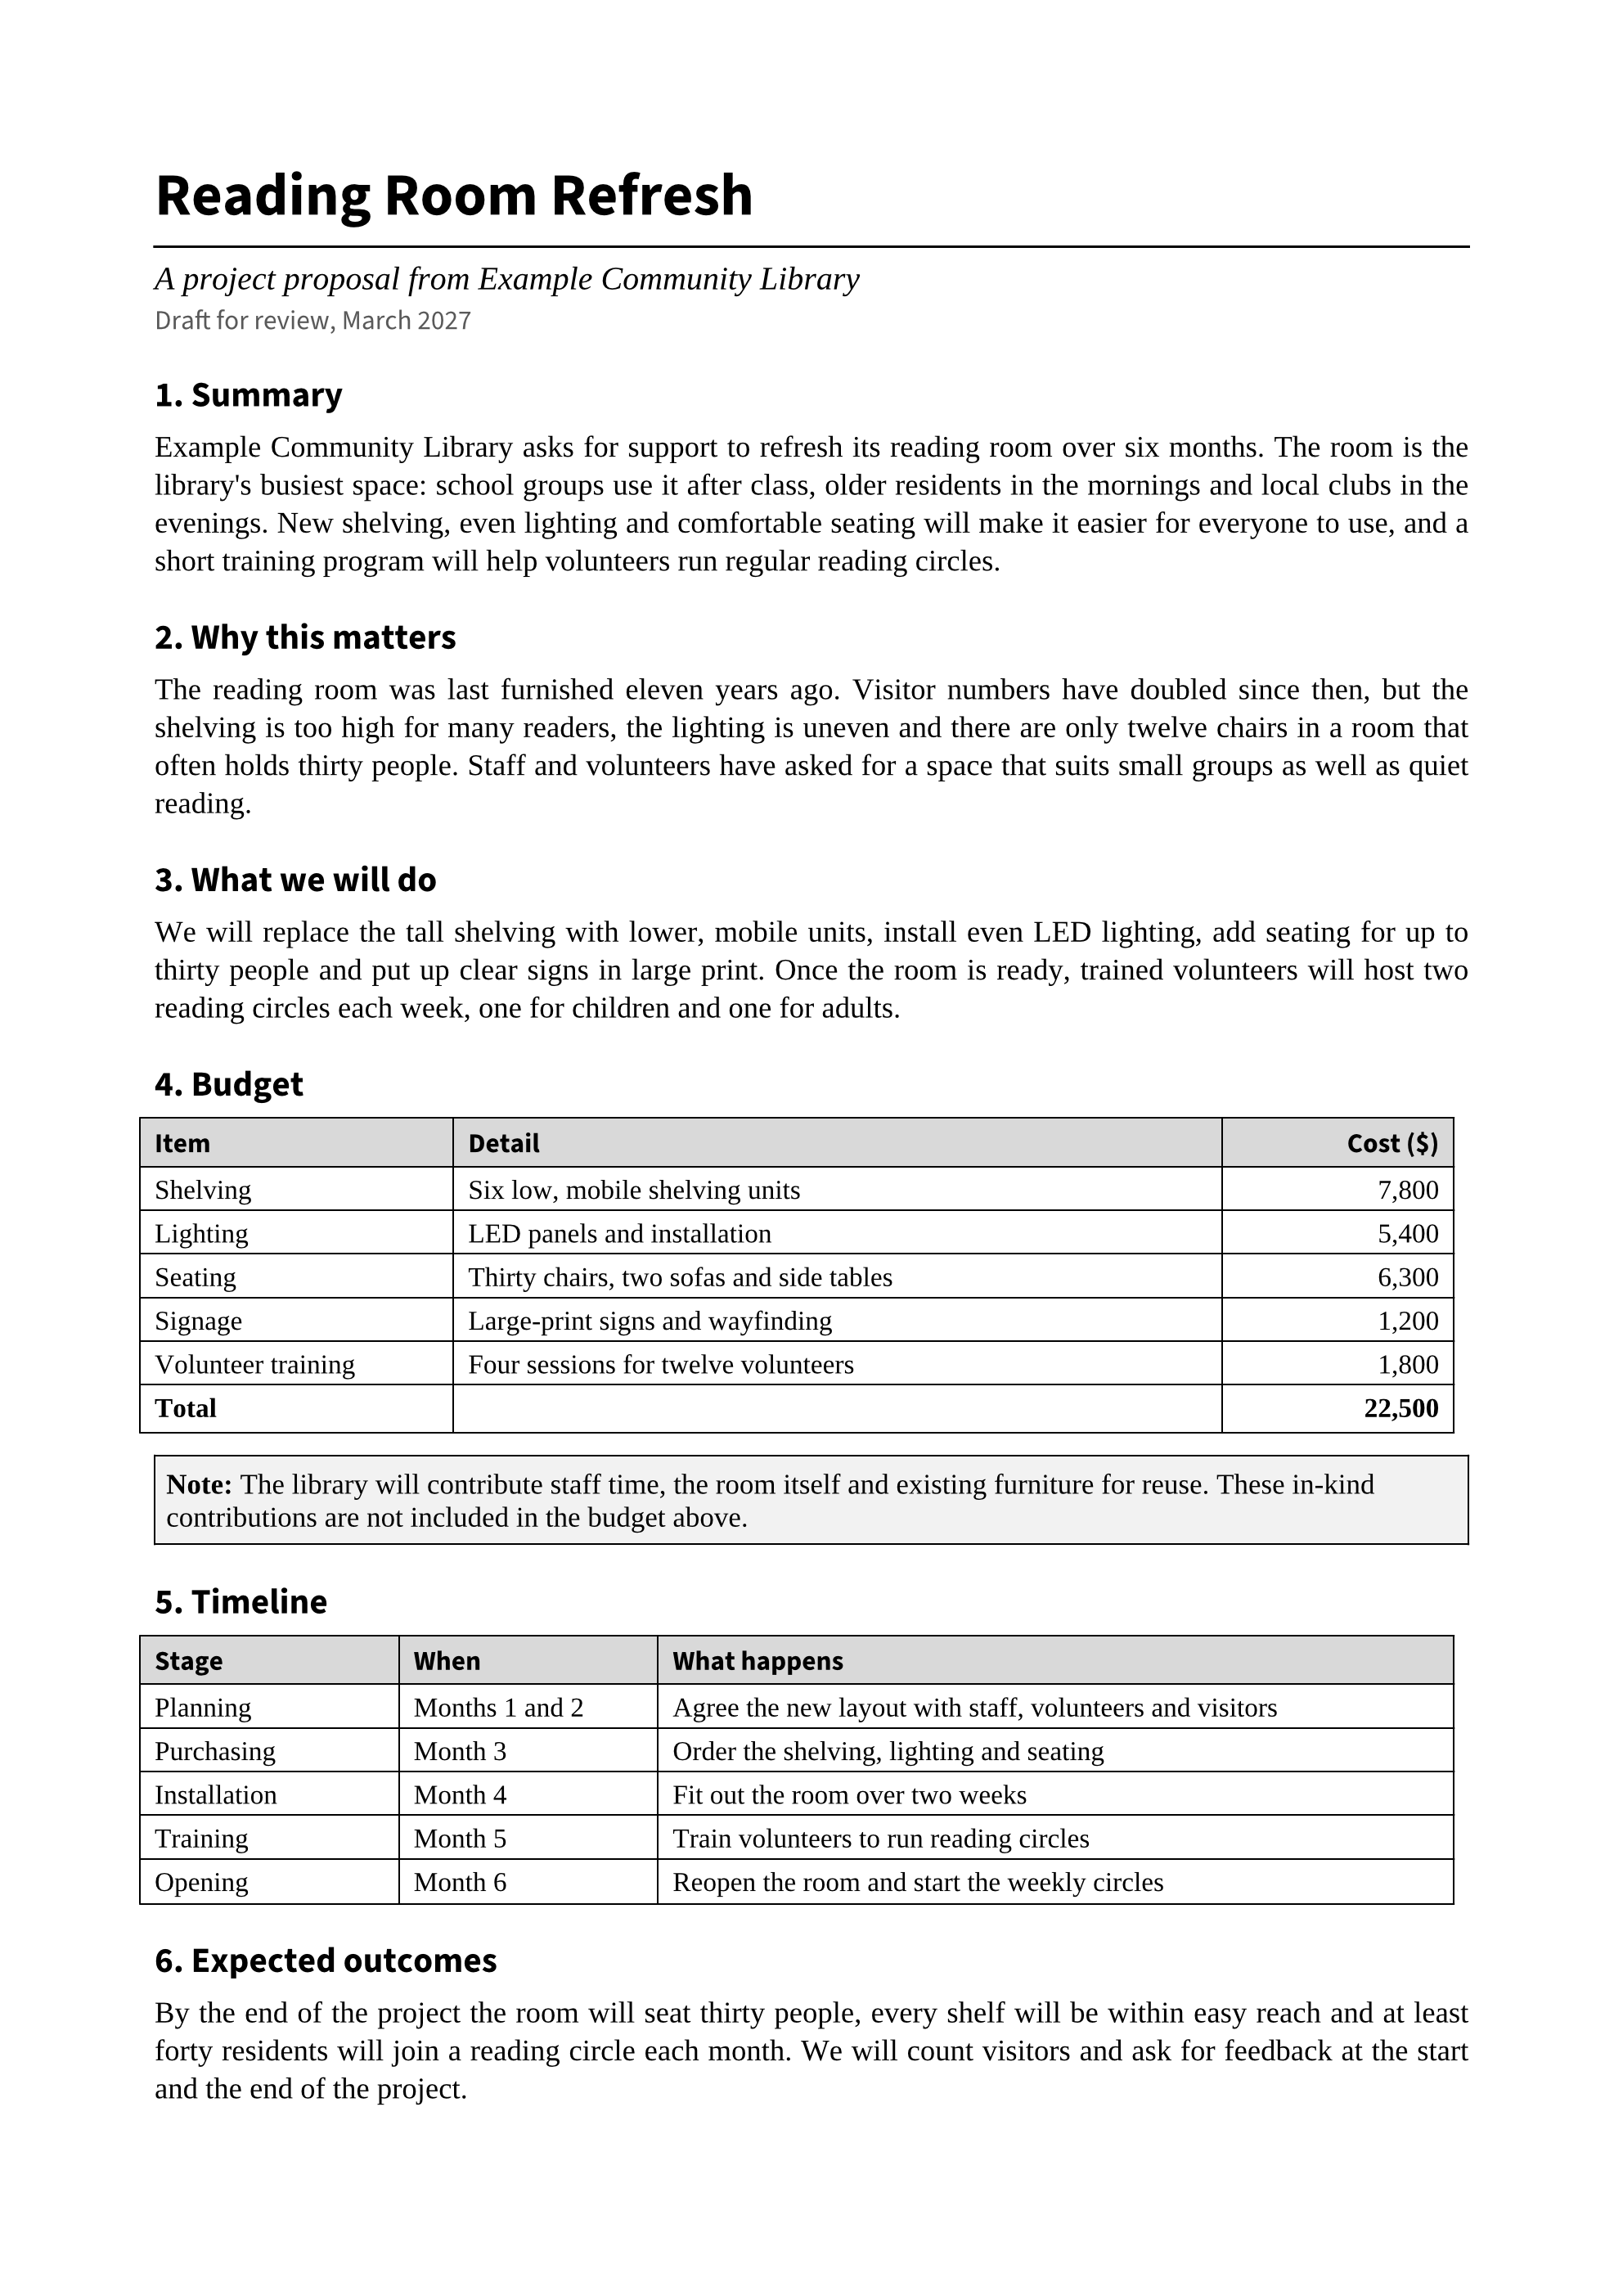 Reading Room Refresh
A project proposal from Example Community Library
Draft for review, March 2027
1. Summary
Example Community Library asks for support to refresh its reading room over six months. The room is the
library's busiest space: school groups use it after class, older residents in the mornings and local clubs in the
evenings. New shelving, even lighting and comfortable seating will make it easier for everyone to use, and a
short training program will help volunteers run regular reading circles.
2. Why this matters
The reading room was last furnished eleven years ago. Visitor numbers have doubled since then, but the
shelving is too high for many readers, the lighting is uneven and there are only twelve chairs in a room that
often holds thirty people. Staff and volunteers have asked for a space that suits small groups as well as quiet
reading.
3. What we will do
We will replace the tall shelving with lower, mobile units, install even LED lighting, add seating for up to
thirty people and put up clear signs in large print. Once the room is ready, trained volunteers will host two
reading circles each week, one for children and one for adults.
4. Budget
Item Detail Cost ($)
Shelving Six low, mobile shelving units 7,800
Lighting LED panels and installation 5,400
Seating Thirty chairs, two sofas and side tables 6,300
Signage Large-print signs and wayfinding 1,200
Volunteer training Four sessions for twelve volunteers 1,800
Total 22,500
Note: The library will contribute staff time, the room itself and existing furniture for reuse. These in-kind
contributions are not included in the budget above.
5. Timeline
Stage When What happens
Planning Months 1 and 2 Agree the new layout with staff, volunteers and visitors
Purchasing Month 3 Order the shelving, lighting and seating
Installation Month 4 Fit out the room over two weeks
Training Month 5 Train volunteers to run reading circles
Opening Month 6 Reopen the room and start the weekly circles
6. Expected outcomes
By the end of the project the room will seat thirty people, every shelf will be within easy reach and at least
forty residents will join a reading circle each month. We will count visitors and ask for feedback at the start
and the end of the project.